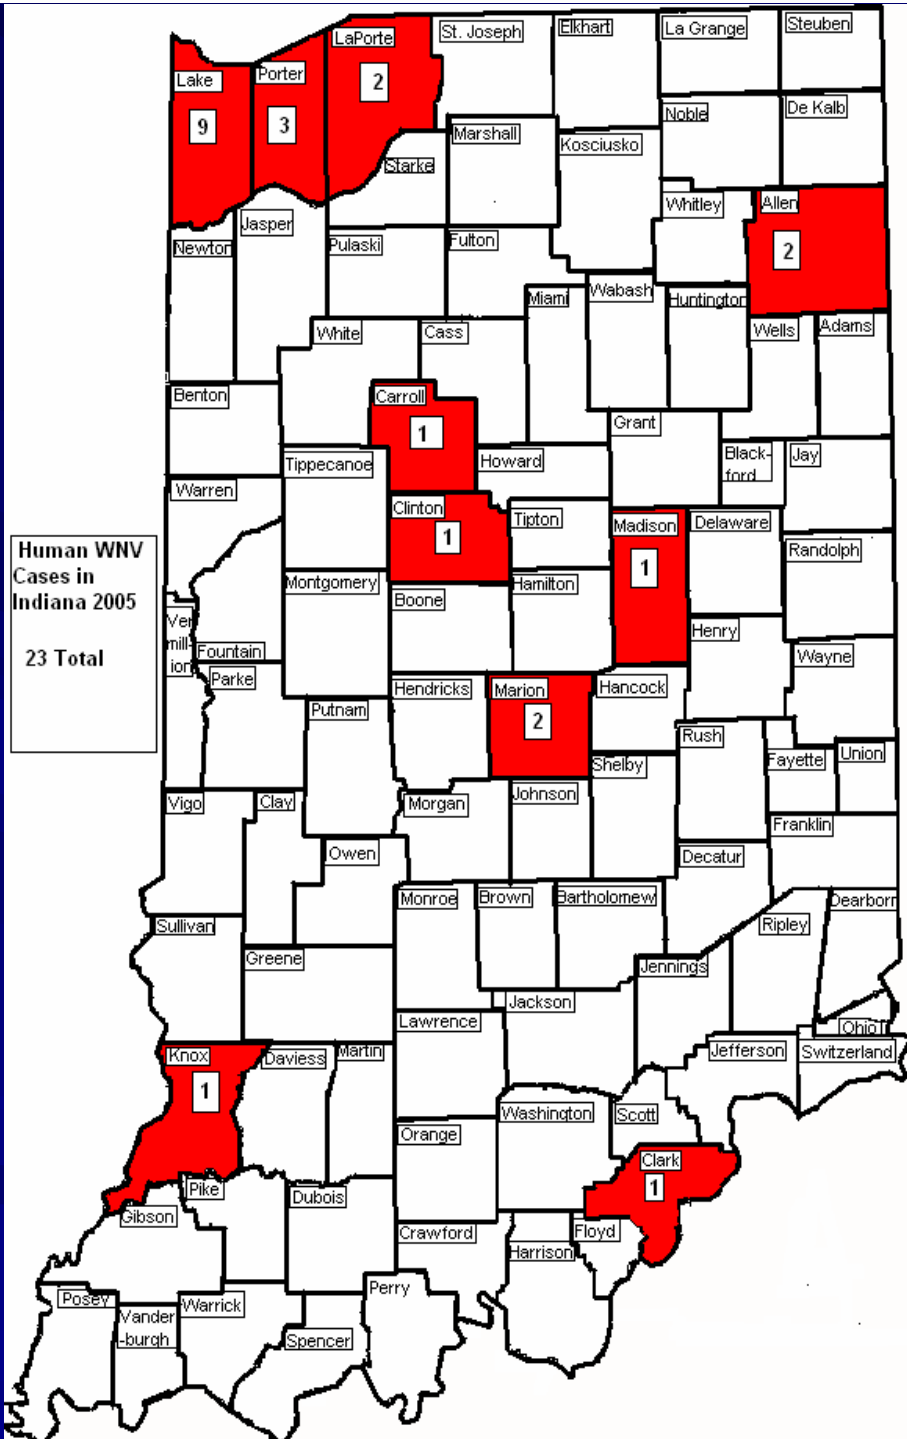 LaPorte
2
St. Joseph
Elkhart
La Grange
Steuben
Lake
9
Porter
3
Noble
De Kalb
Marshall
Kosciusko
Starke
Whitley
Allen
2
Jasper
Newton
Pulaski
Fulton
Miami
Wabash
Huntington
White
Cass
Wells
Adams
Benton
Carroll
1
Grant
Tippecanoe
Howard
Black-
ford
Jay
Warren
Clinton
1
Tipton
Madison
1
Delaware
Randolph
Human WNV
Cases in
Indiana 2005
23 Total
Montgomery
Boone
Hamilton
Ver
mill-
ion
Fountain
Henry
Wayne
Parke
Hendricks
Marion
2
Hancock
Putnam
Rush
Shelby
Fayette
Union
Vigo
Clay
Morgan
Johnson
Franklin
Owen
Decatur
Monroe
Brown
Bartholomew
Dearborn
Sullivan
Ripley
Greene
Jennings
Jackson
Lawrence
Ohio
Knox
1
Daviess
Martin
Jefferson
Switzerland
Washington
Scott
Orange
Clark
1
Pike
Dubois
Gibson
Crawford
Harrison
Floyd
Posey
Vander
-burgh
Warrick
Spencer
Perry